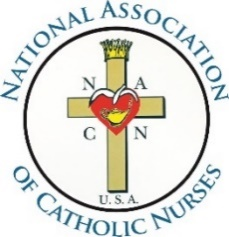 NATIONAL ASSOCIATION
N A
C N
U.S.A.
OF CATHOLIC NURSES